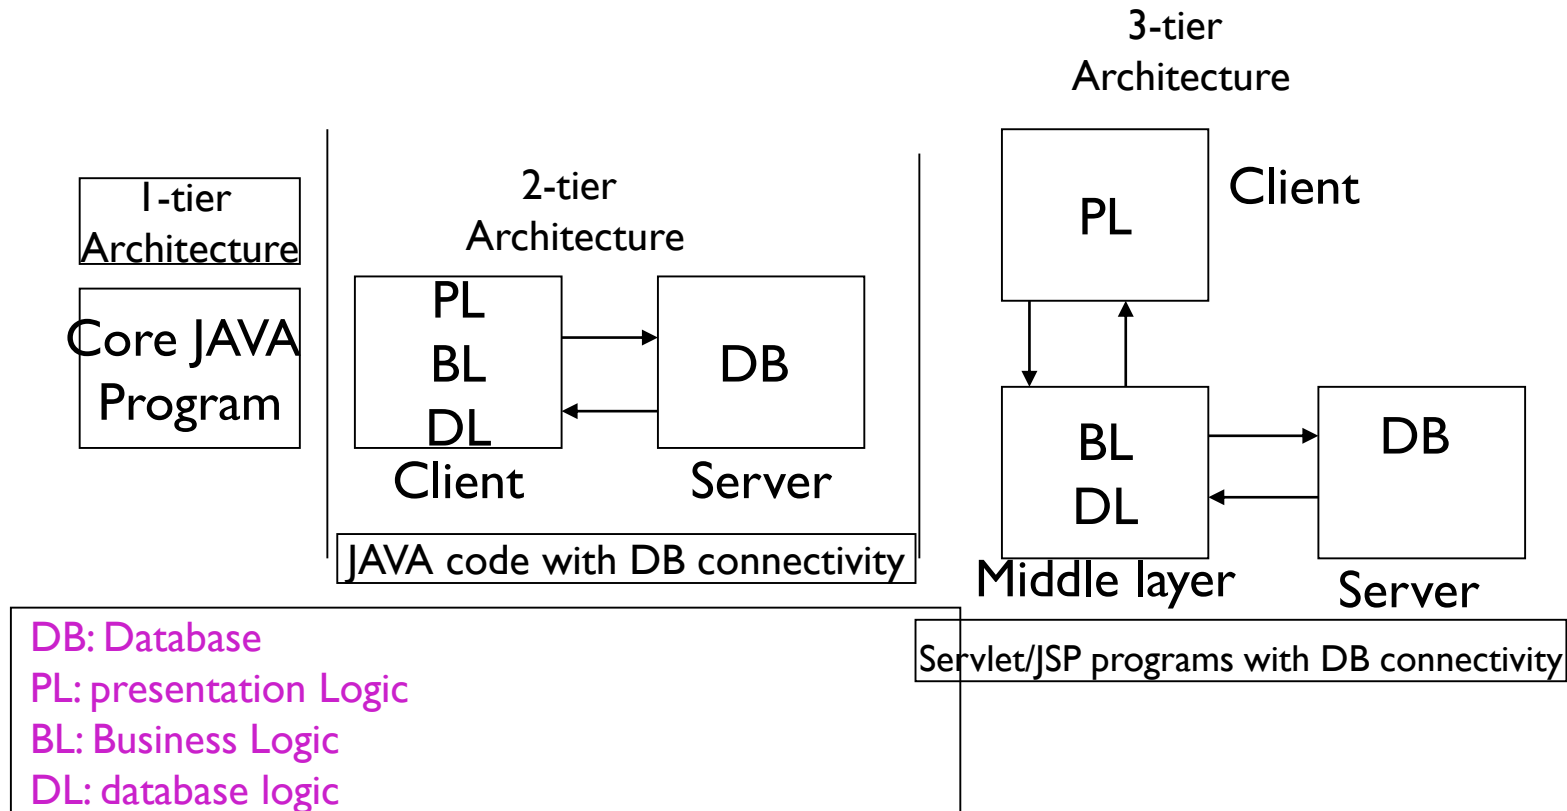 1-tier
Architecture
Core JAVA
Program
2-tier
Architecture
PL
BL
DL
Client
DB
Server
JAVA code with DB connectivity
3-tier
Architecture
PL
Client
BL
DL
Middle layer
DB
Server
Servlet/JSP programs with DB connectivity
DB: Database
PL: presentation Logic
BL: Business Logic
DL: database logic